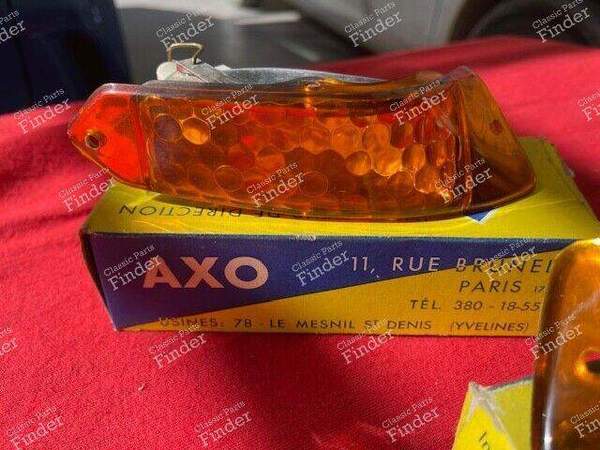 DE DIRECTION
AXO
11, RUE BRUNEL
PARIS 17
TÉL. 380 - 18-55
USINES: 78 - LE MESNIL ST DENIS (YVELINES)
Classic Parts
Finder